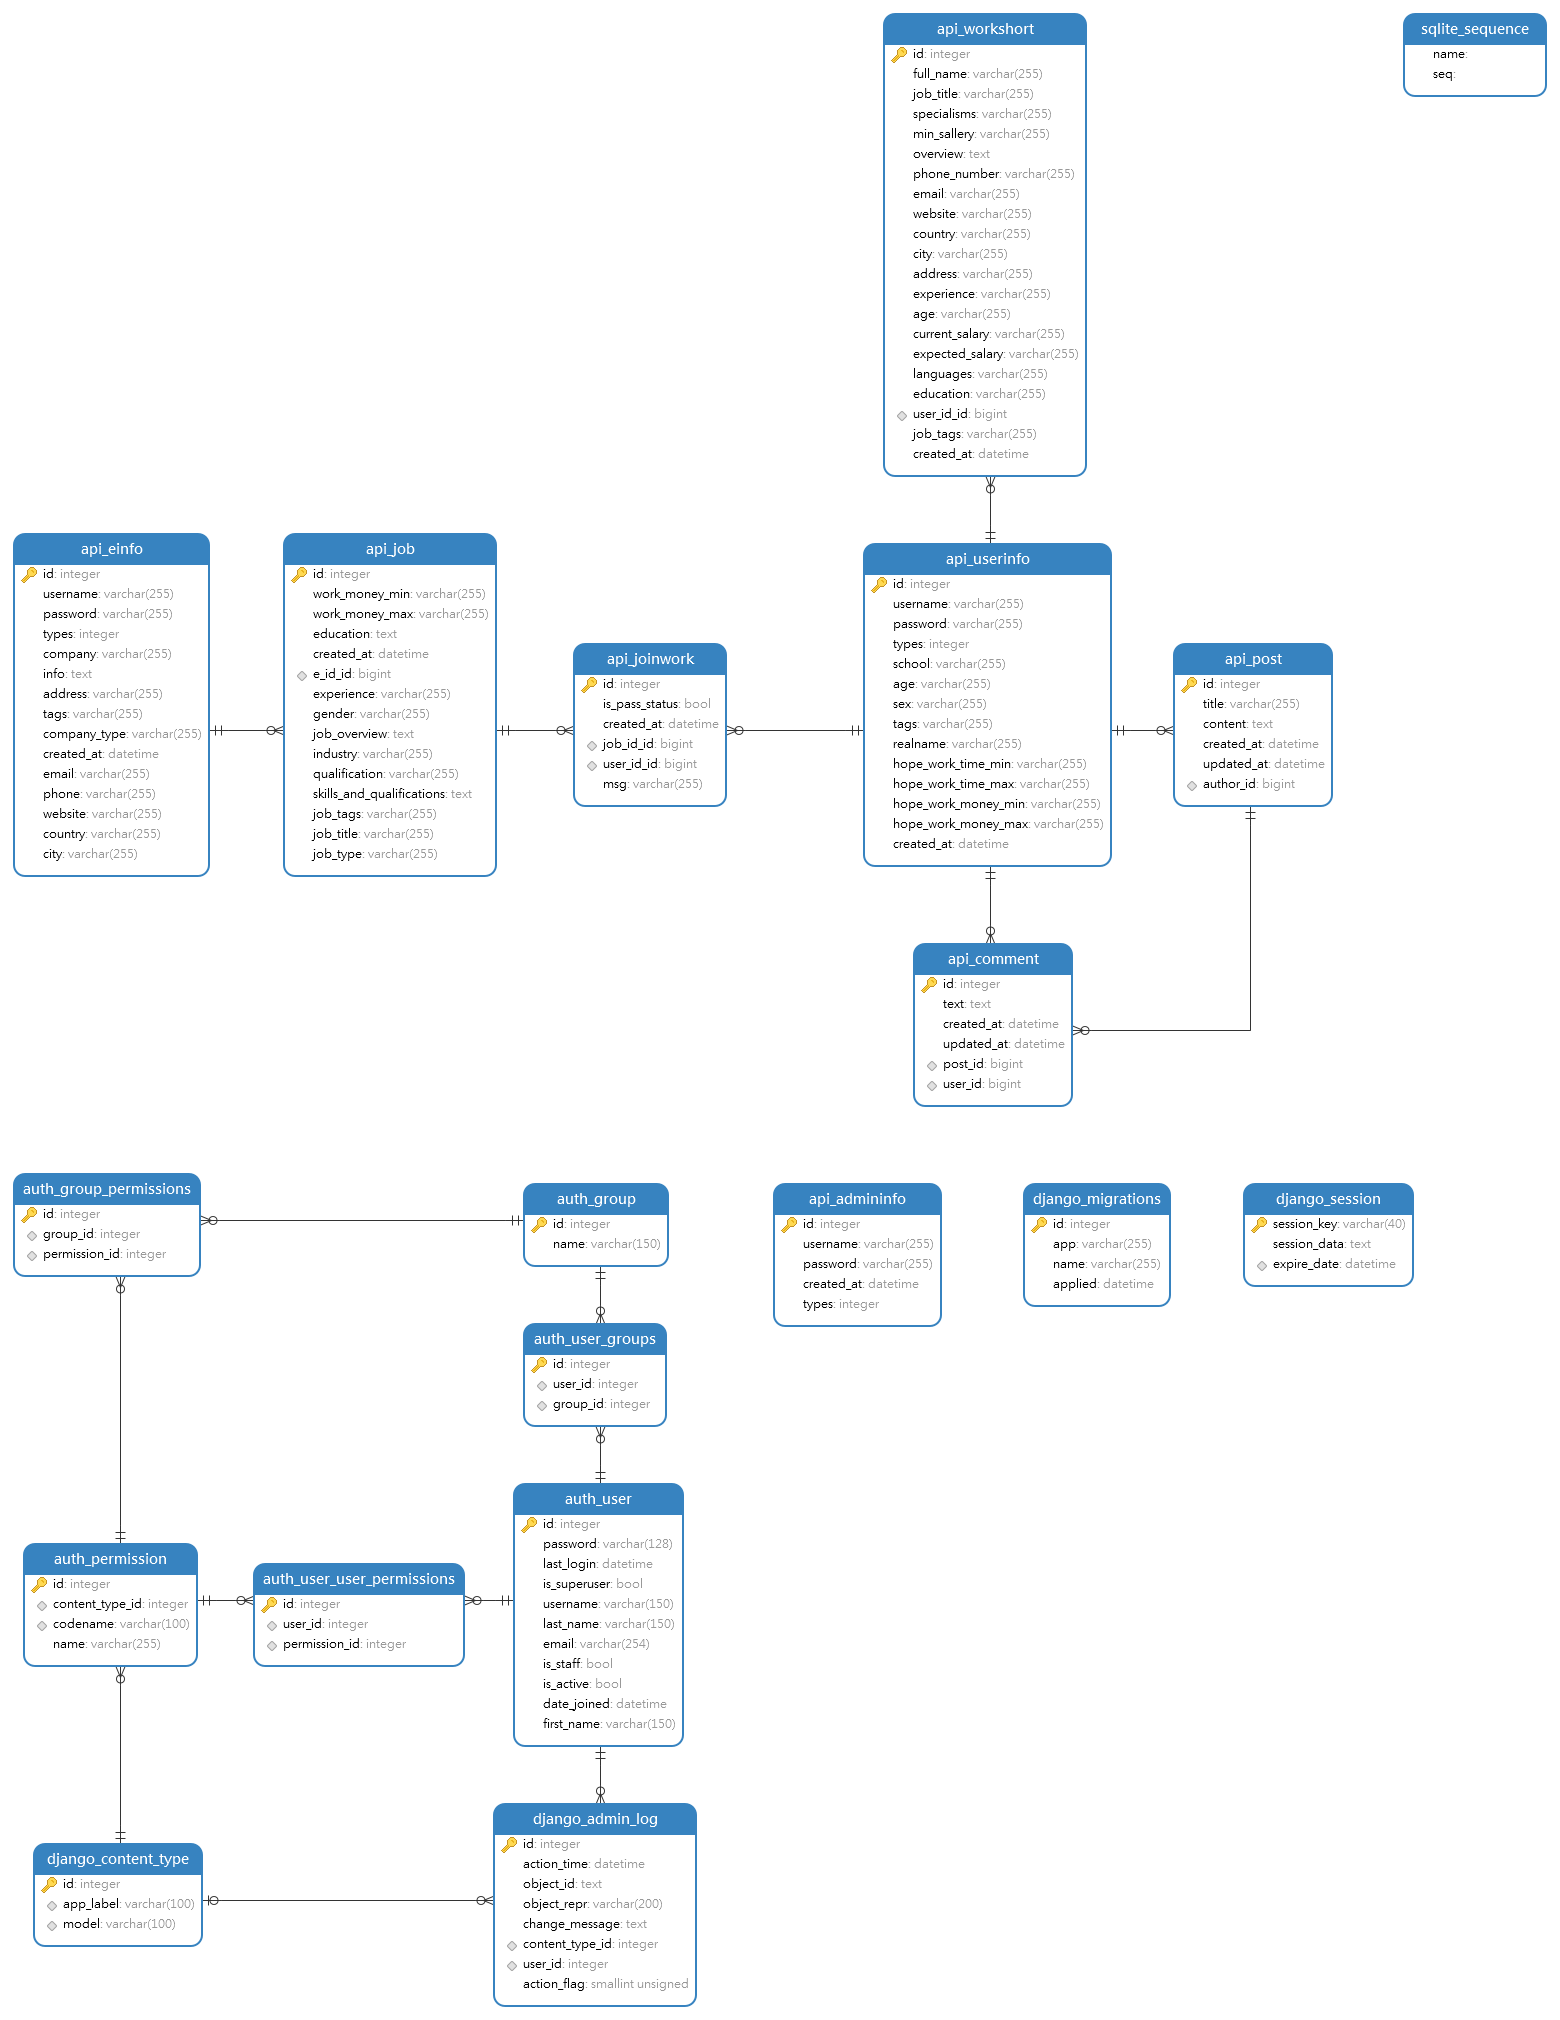 api_workshort
id: integer
full_name: varchar(255)
job_title: varchar(255)
specialisms: varchar(255)
min_sallery: varchar(255)
overview: text
phone_number: varchar(255)
email: varchar(255)
website: varchar(255)
country: varchar(255)
city: varchar(255)
address: varchar(255)
experience: varchar(255)
age: varchar(255)
current_salary: varchar(255)
expected_salary: varchar(255)
languages: varchar(255)
education: varchar(255)
user_id_id: bigint
job_tags: varchar(255)
created_at: datetime
sqlite_sequence
name:
seq:
api_einfo
id: integer
username: varchar(255)
password: varchar(255)
types: integer
company: varchar(255)
info: text
address: varchar(255)
tags: varchar(255)
company_type: varchar(255)
created_at: datetime
email: varchar(255)
phone: varchar(255)
website: varchar(255)
country: varchar(255)
city: varchar(255)
api_job
id: integer
work_money_min: varchar(255)
work_money_max: varchar(255)
education: text
created_at: datetime
e_id_id: bigint
experience: varchar(255)
gender: varchar(255)
job_overview: text
industry: varchar(255)
qualification: varchar(255)
skills_and_qualifications: text
job_tags: varchar(255)
job_title: varchar(255)
job_type: varchar(255)
api_joinwork
id: integer
is_pass_status: bool
created_at: datetime
job_id_id: bigint
user_id_id: bigint
msg: varchar(255)
api_userinfo
id: integer
username: varchar(255)
password: varchar(255)
types: integer
school: varchar(255)
age: varchar(255)
sex: varchar(255)
tags: varchar(255)
realname: varchar(255)
hope_work_time_min: varchar(255)
hope_work_time_max: varchar(255)
hope_work_money_min: varchar(255)
hope_work_money_max: varchar(255)
created_at: datetime
api_post
id: integer
title: varchar(255)
content: text
created_at: datetime
updated_at: datetime
author_id: bigint
api_comment
id: integer
text: text
created_at: datetime
updated_at: datetime
post_id: bigint
user_id: bigint
auth_group_permissions
id: integer
group_id: integer
permission_id: integer
auth_group
id: integer
name: varchar(150)
api_admininfo
id: integer
username: varchar(255)
password: varchar(255)
created_at: datetime
types: integer
django_migrations
id: integer
app: varchar(255)
name: varchar(255)
applied: datetime
django_session
session_key: varchar(40)
session_data: text
expire_date: datetime
auth_user_groups
id: integer
user_id: integer
group_id: integer
auth_user
id: integer
password: varchar(128)
last_login: datetime
is_superuser: bool
username: varchar(150)
last_name: varchar(150)
email: varchar(254)
is_staff: bool
is_active: bool
date_joined: datetime
first_name: varchar(150)
auth_permission
id: integer
content_type_id: integer
codename: varchar(100)
name: varchar(255)
auth_user_user_permissions
id: integer
user_id: integer
permission_id: integer
django_content_type
id: integer
app_label: varchar(100)
model: varchar(100)
django_admin_log
id: integer
action_time: datetime
object_id: text
object_repr: varchar(200)
change_message: text
content_type_id: integer
user_id: integer
action_flag: smallint unsigned